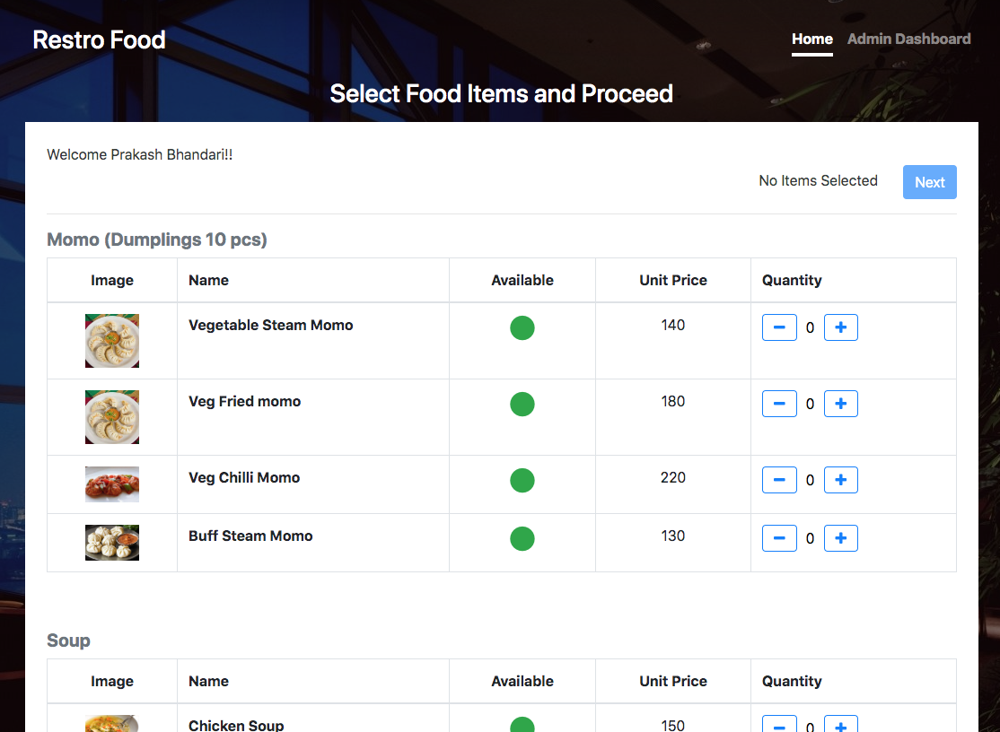 Restro Food
Home Admin Dashboard
Select Food Items and Proceed
Welcome Prakash Bhandari!!
No Items Selected Next
Momo (Dumplings 10 pcs)
Image Name Available Unit Price Quantity
Vegetable Steam Momo 140 0
Veg Fried momo 180 0
Veg Chilli Momo 220 0
Buff Steam Momo 130 0
Soup
Image Name Available Unit Price Quantity
Chicken Soup 150 0